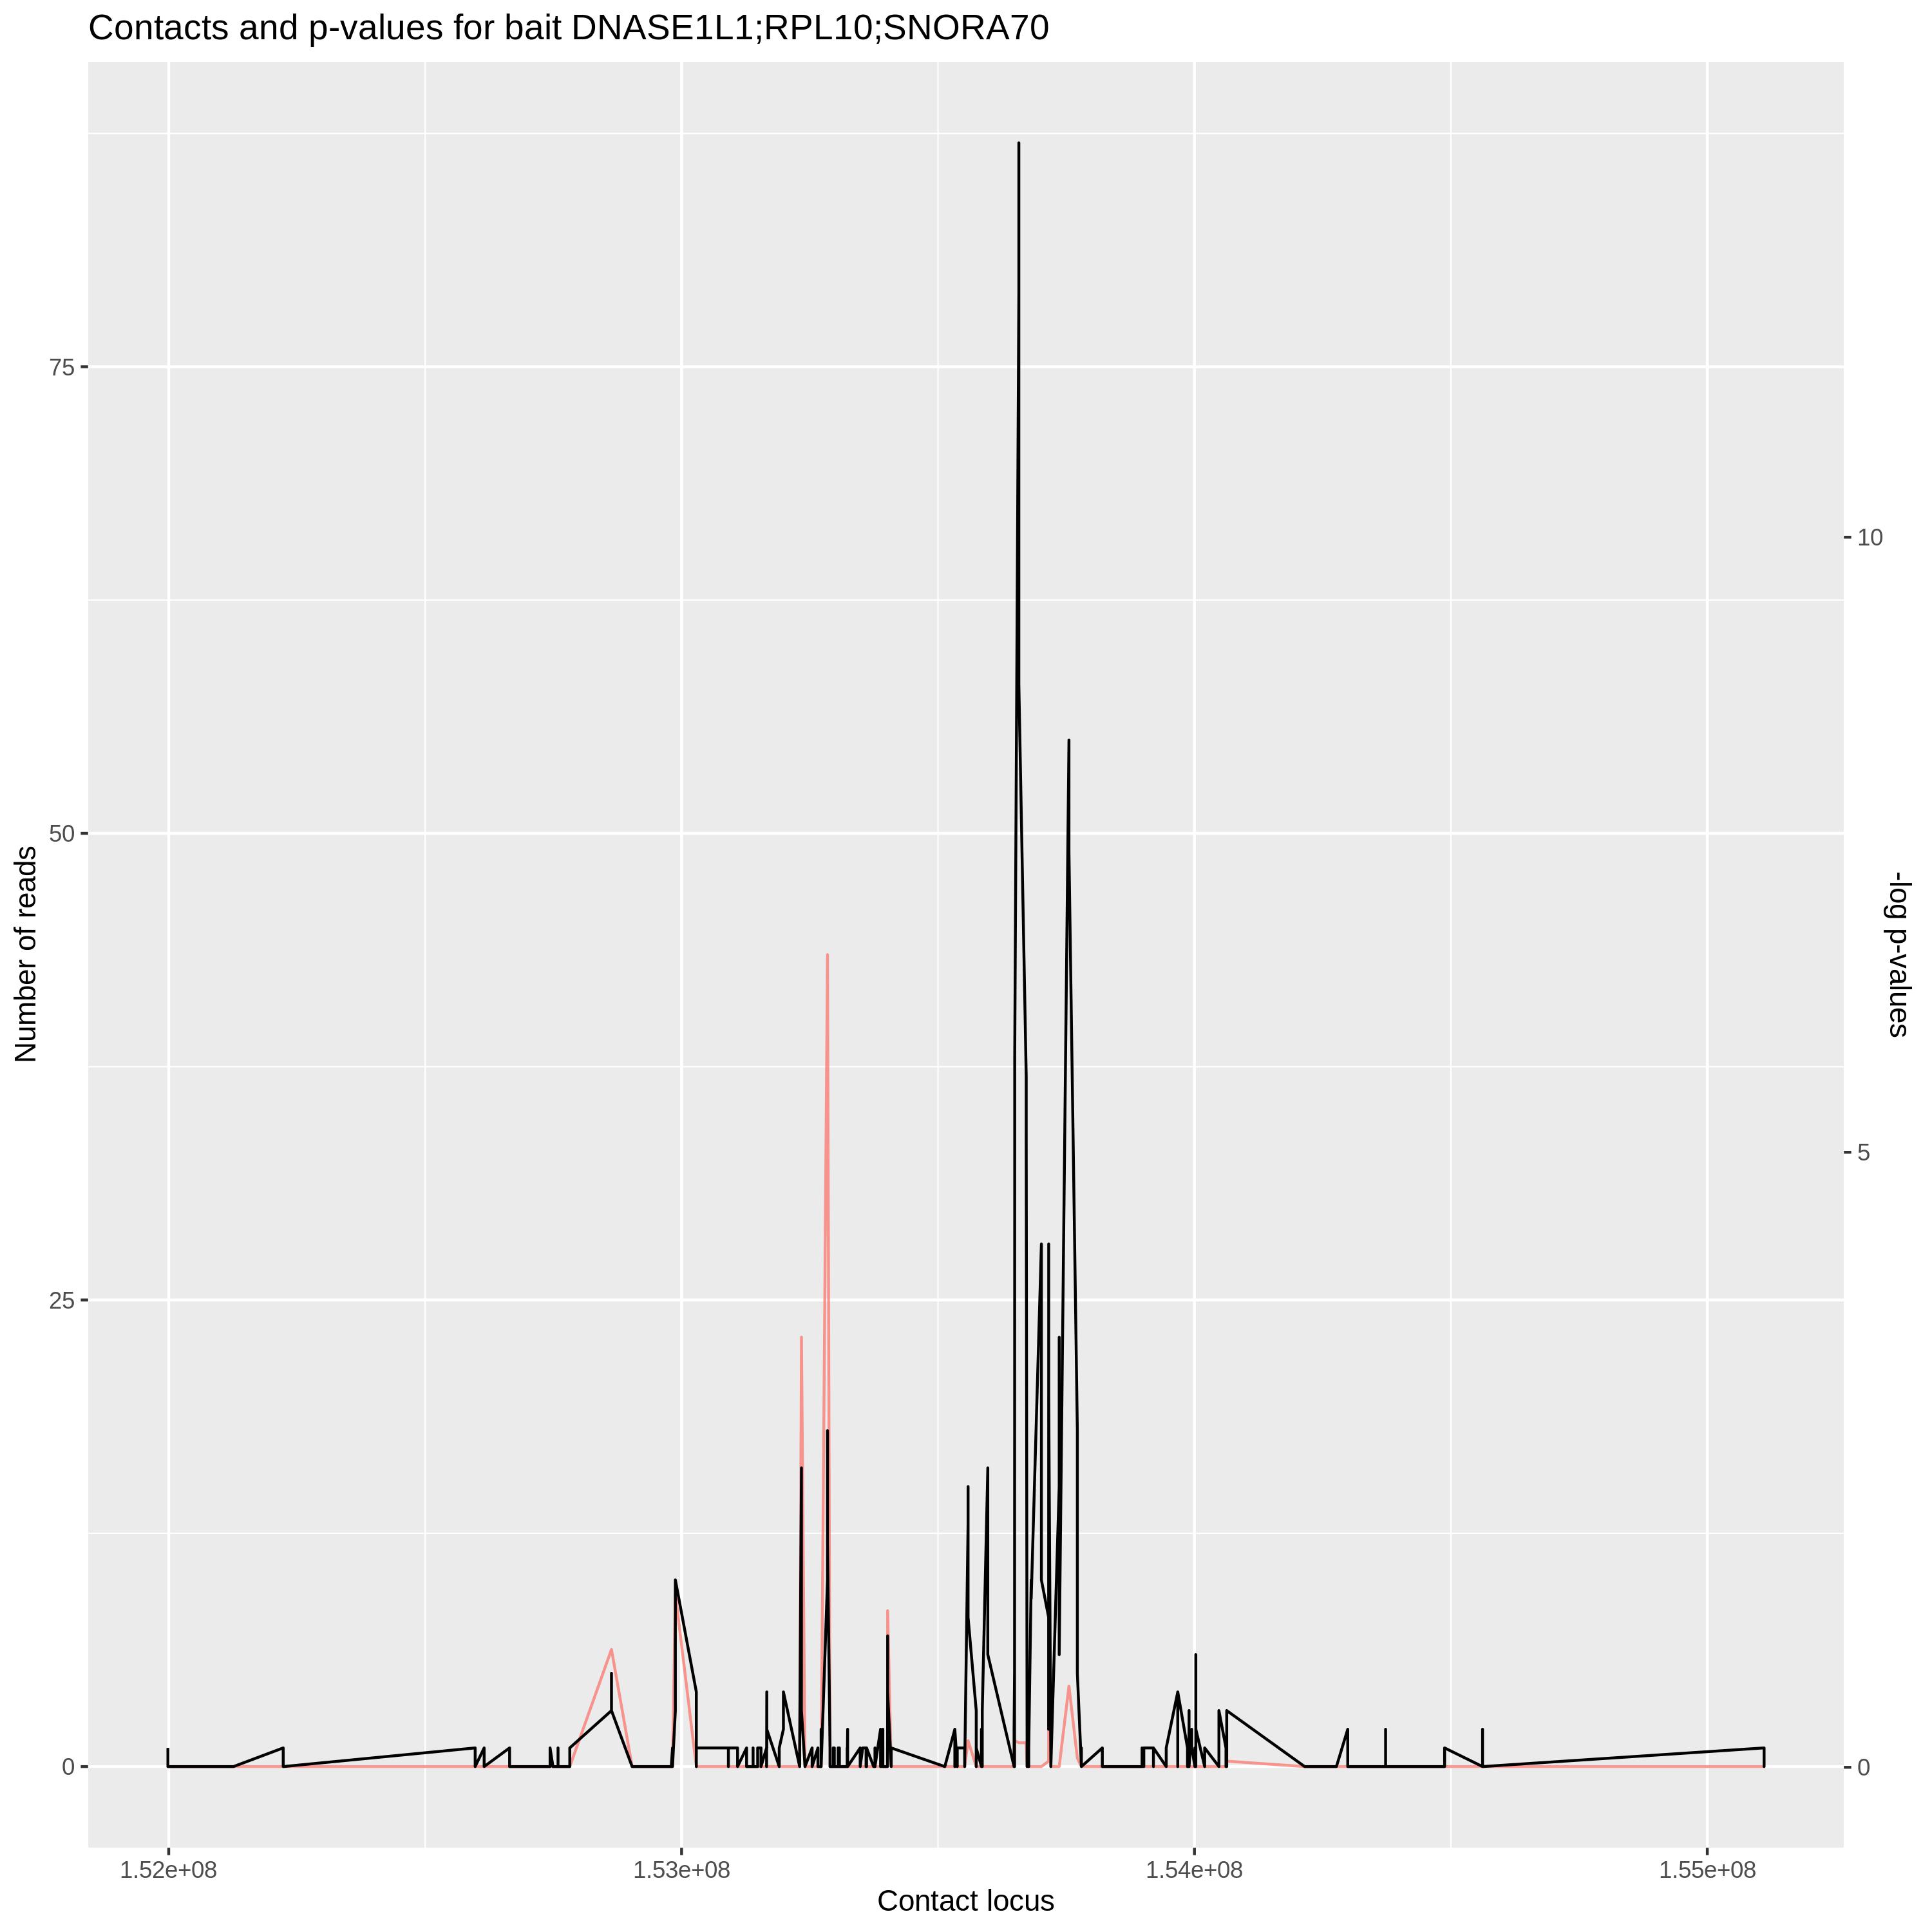 Contacts and p-values for bait DNASE1L1;RPL10;SNORA70
75
50
25
0
Number of reads
10
5
0
-log p-values
1.52e+08
1.53e+08
1.54e+08
1.55e+08
Contact locus